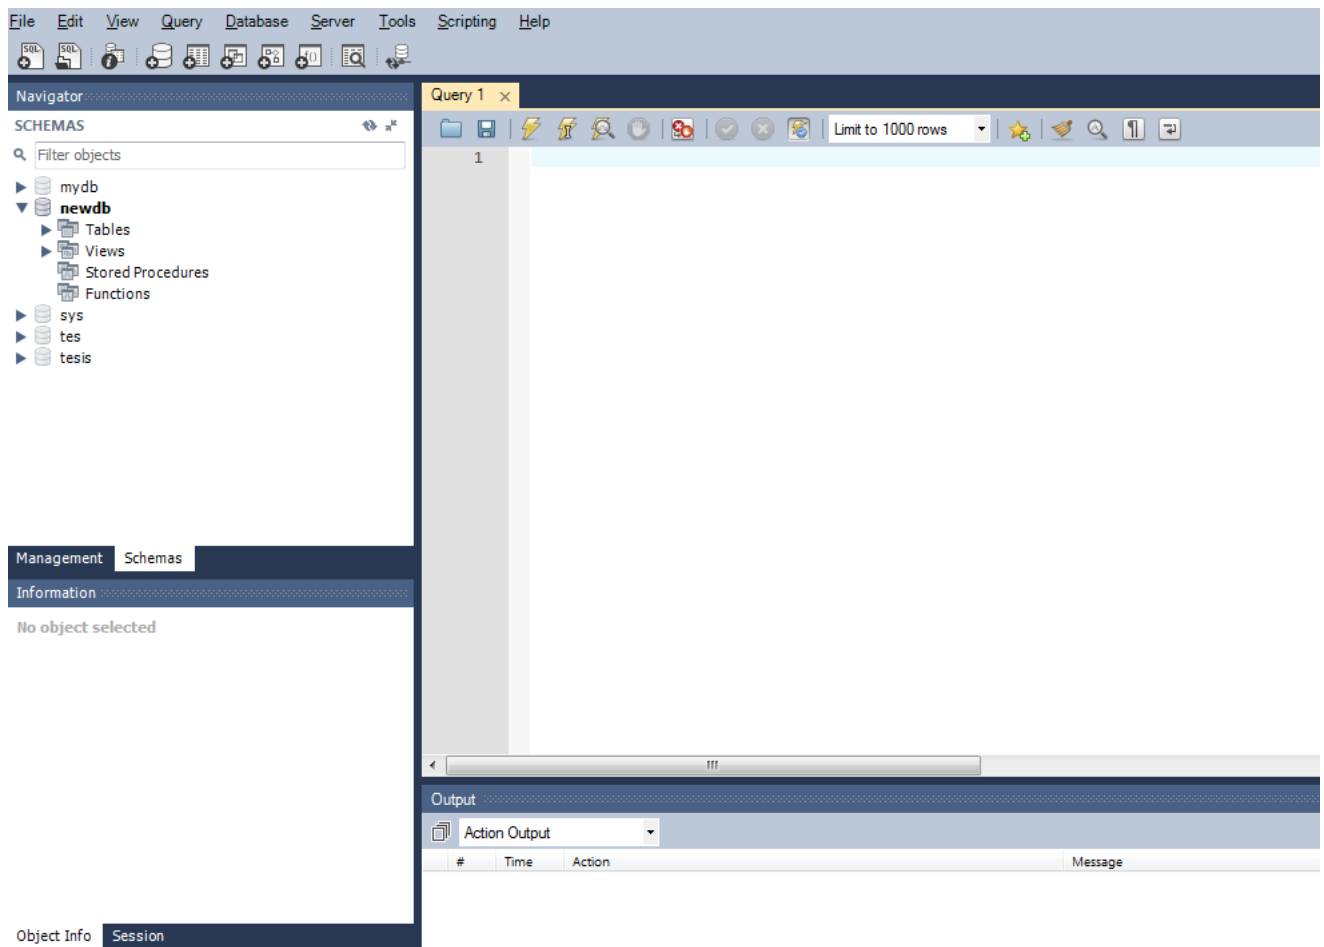 File Edit View Query Database Server Tools Scripting Help
SQL SQL
Navigator
SCHEMAS
Filter objects
mydb
newdb
Tables
Views
Stored Procedures
Functions
sys
tes
tesis
Management Schemas
Information
No object selected
Object Info Session
Query 1
Limit to 1000 rows
1
Output
Action Output
# Time Action Message